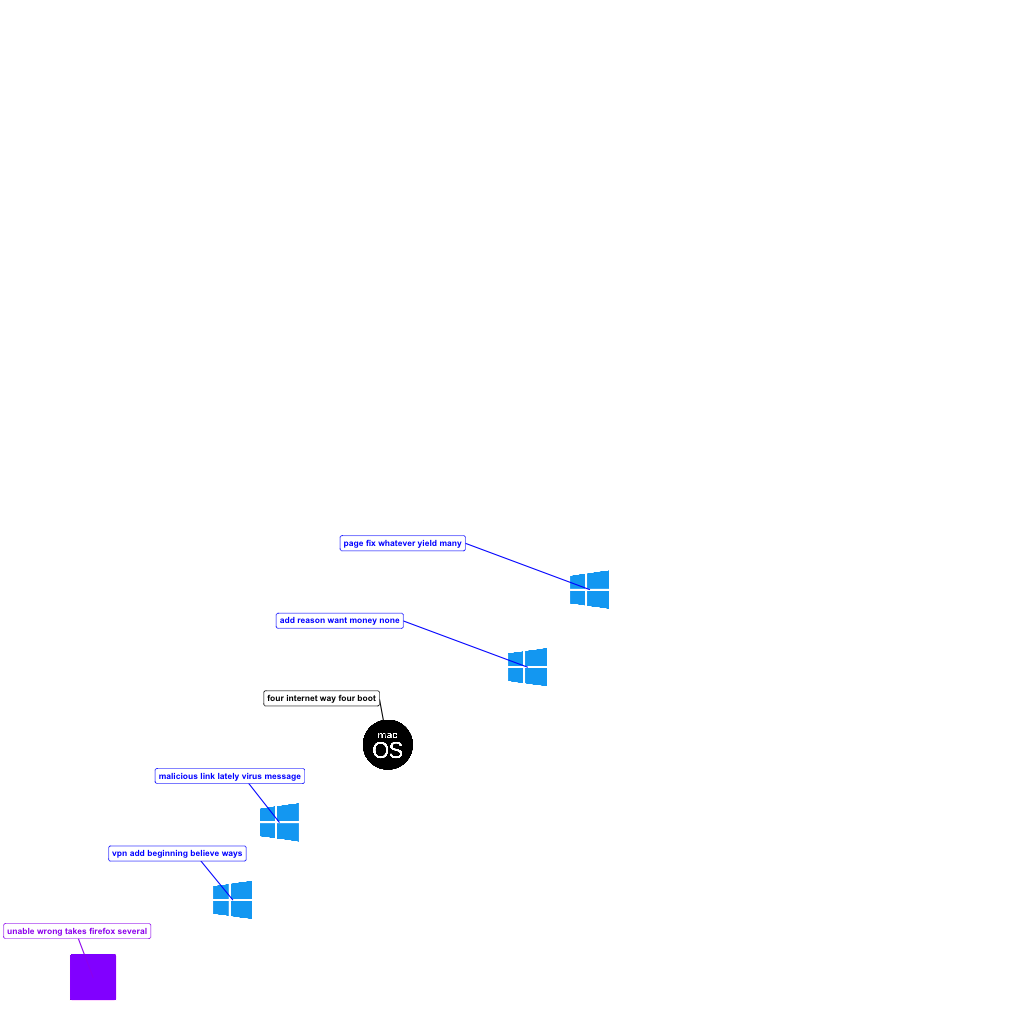 page fix whatever yield many
add reason want money none
four internet way four boot
mac
OS
malicious link lately virus message
vpn add beginning believe ways
unable wrong takes firefox several